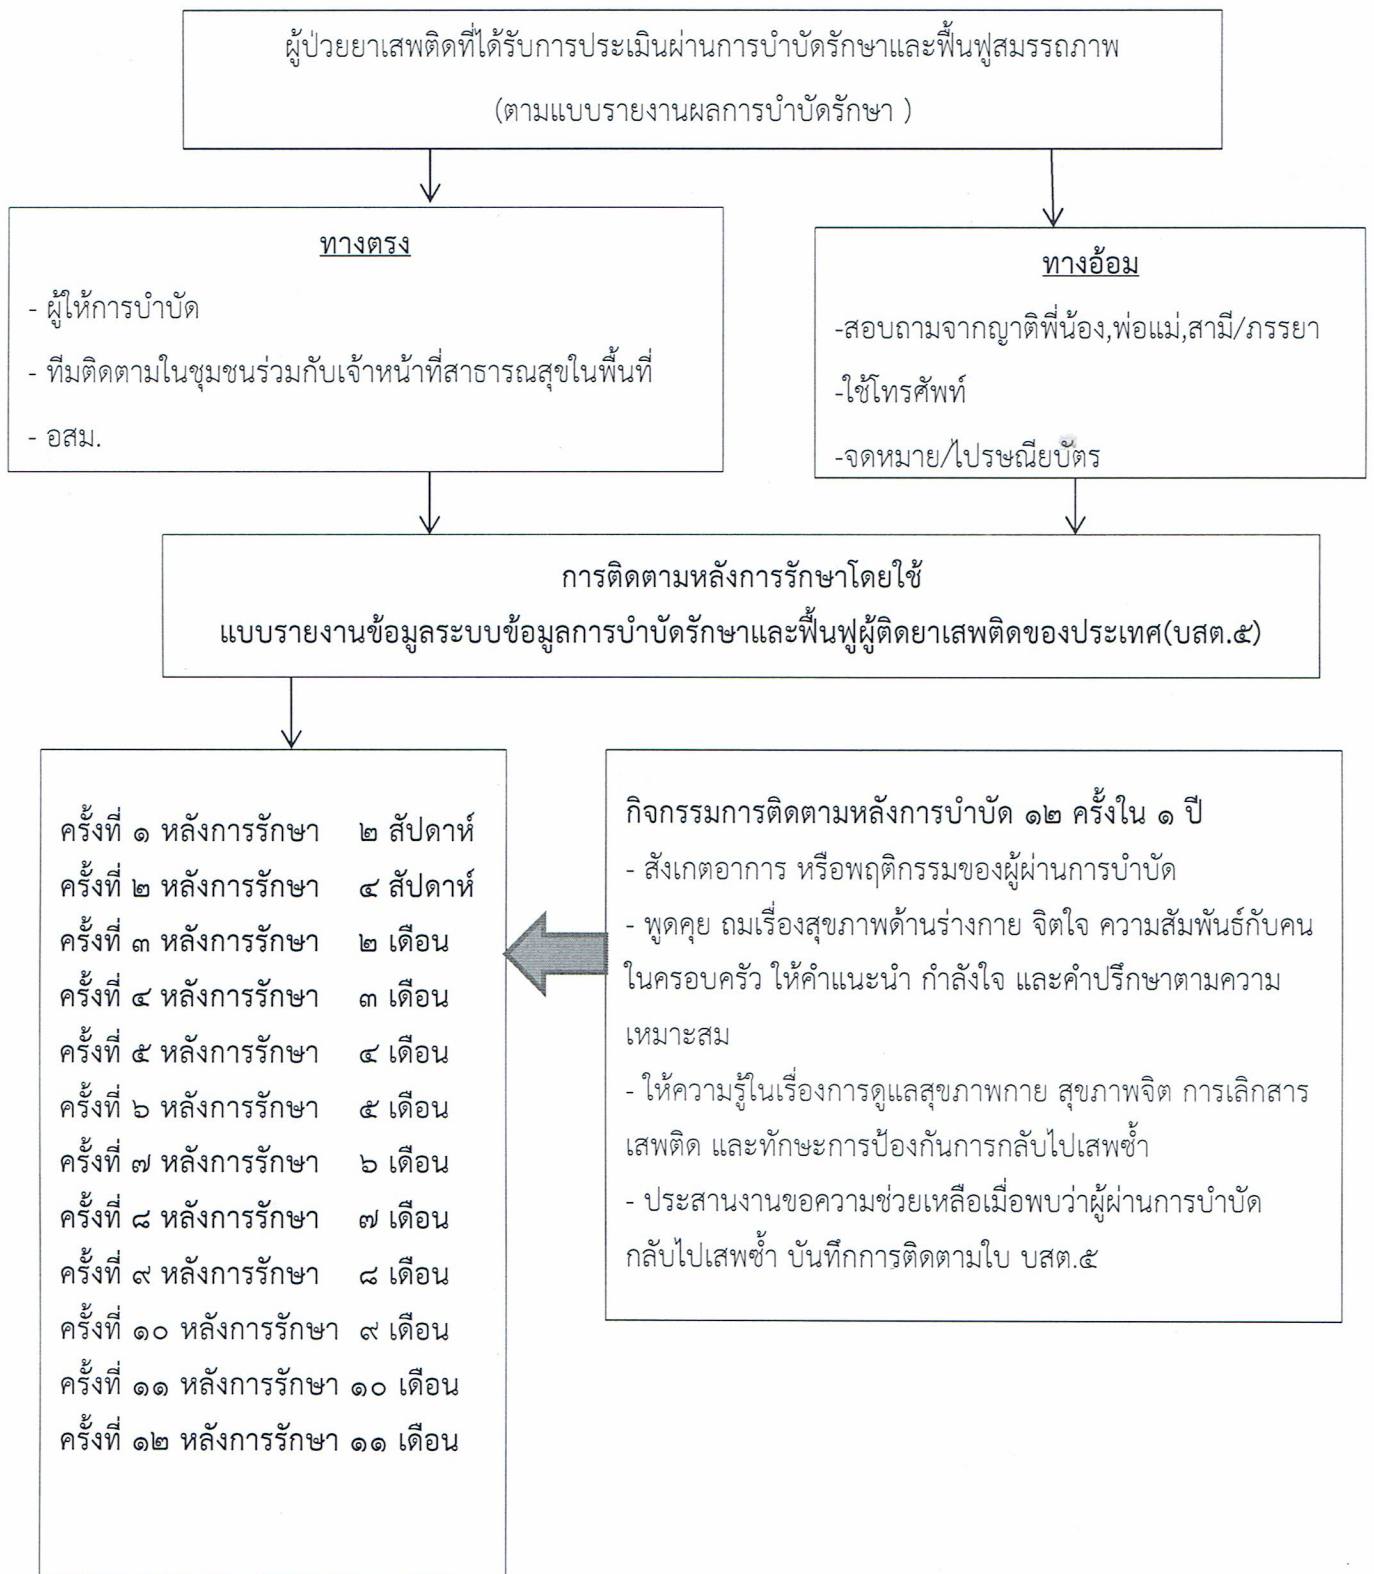 ผู้ป่วยยาเสพติดที่ได้รับการประเมินผ่านการบำบัดรักษาและฟื้นฟูสมรรถภาพ
(ตามแบบรายงานผลการบำบัดรักษา )
ทางตรง
- ผู้ให้การบำบัด
- ทีมติดตามในชุมชนร่วมกับเจ้าหน้าที่สาธารณสุขในพื้นที่
- อสม.
ทางอ้อม
-สอบถามจากญาติพี่น้อง,พ่อแม่,สามี/ภรรยา
-ใช้โทรศัพท์
-จดหมาย/ไปรษณียบัตร
การติดตามหลังการรักษาโดยใช้
แบบรายงานข้อมูลระบบข้อมูลการบำบัดรักษาและฟื้นฟูผู้ติดยาเสพติดของประเทศ(บสต.๕)
ครั้งที่ ๑ หลังการรักษา ๒ สัปดาห์
ครั้งที่ ๒ หลังการรักษา ๔ สัปดาห์
ครั้งที่ ๓ หลังการรักษา ๒ เดือน
ครั้งที่ ๔ หลังการรักษา ๓ เดือน
ครั้งที่ ๕ หลังการรักษา ๔ เดือน
ครั้งที่ ๖ หลังการรักษา ๕ เดือน
ครั้งที่ ๗ หลังการรักษา ๖ เดือน
ครั้งที่ ๘ หลังการรักษา ๗ เดือน
ครั้งที่ ๙ หลังการรักษา ๘ เดือน
ครั้งที่ ๑๐ หลังการรักษา ๙ เดือน
ครั้งที่ ๑๑ หลังการรักษา ๑๐ เดือน
ครั้งที่ ๑๒ หลังการรักษา ๑๑ เดือน
กิจกรรมการติดตามหลังการบำบัด ๑๒ ครั้งใน ๑ ปี
- สังเกตอาการ หรือพฤติกรรมของผู้ผ่านการบำบัด
- พูดคุย ถมเรื่องสุขภาพด้านร่างกาย จิตใจ ความสัมพันธ์กับคน
ในครอบครัว ให้คำแนะนำ กำลังใจ และคำปรึกษาตามความ
เหมาะสม
- ให้ความรู้ในเรื่องการดูแลสุขภาพกาย สุขภาพจิต การเลิกสาร
เสพติด และทักษะการป้องกันการกลับไปเสพซ้ำ
- ประสานงานขอความช่วยเหลือเมื่อพบว่าผู้ผ่านการบำบัด
กลับไปเสพซ้ำ บันทึกการติดตามใบ บสต.๕